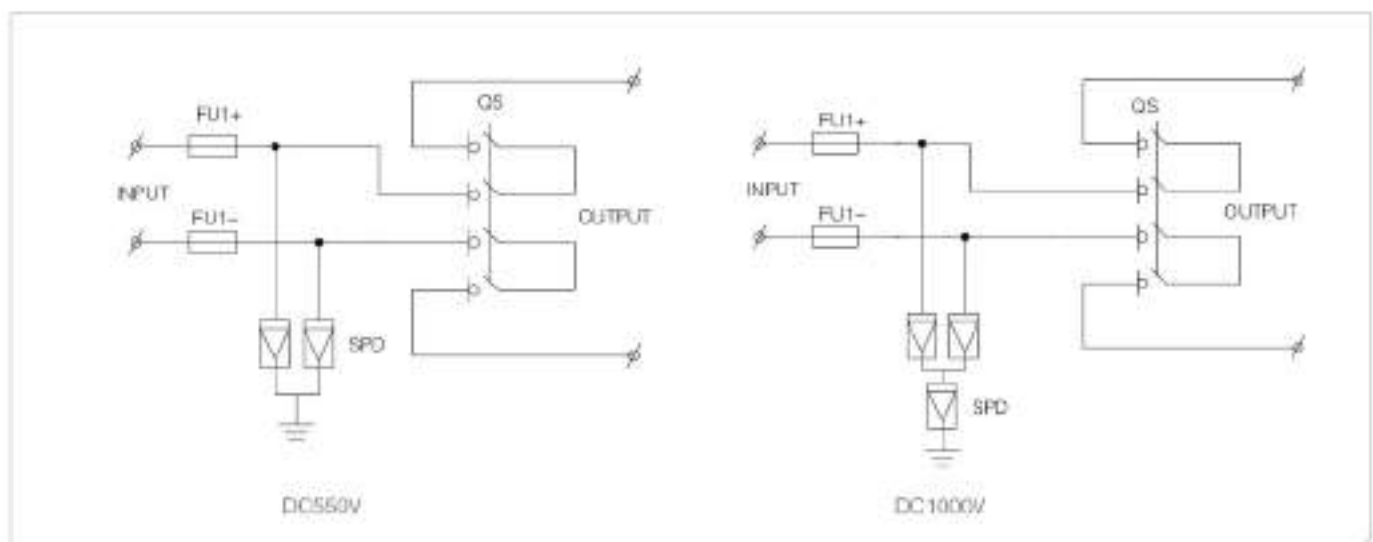 QS
FU1+
INPUT
FU1-
OUTPUT
SPD
DC550V
QS
FU1+
INPUT
FU1-
OUTPUT
SPD
DC1000V